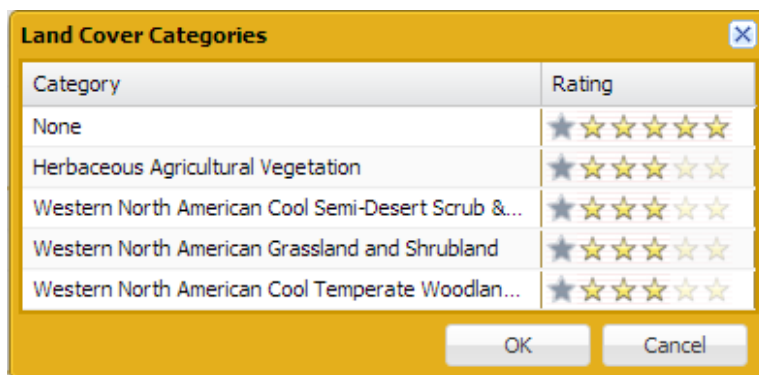 Land Cover Categories
Category Rating
None
Herbaceous Agricultural Vegetation
Western North American Cool Semi-Desert Scrub &...
Western North American Grassland and Shrubland
Western North American Cool Temperate Woodlan...
OK Cancel